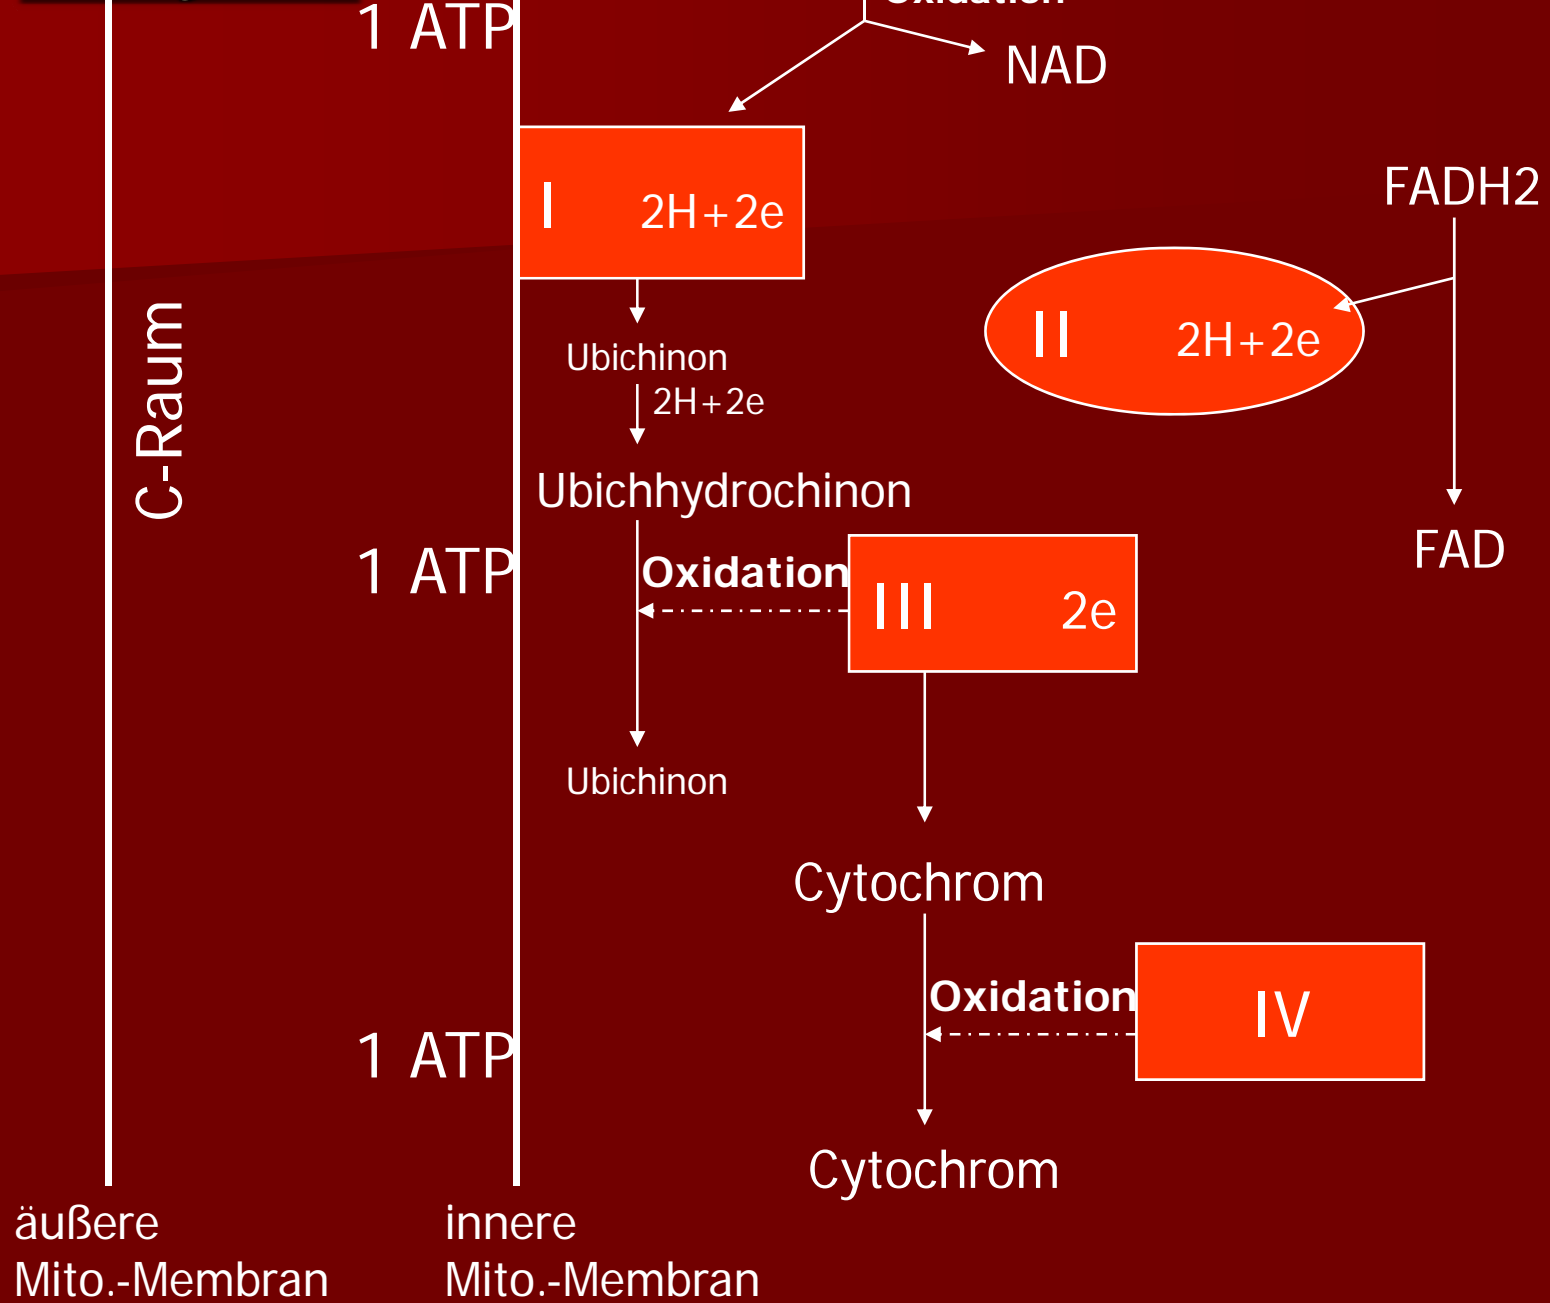 Oxidation
1 ATP
NAD
FADH2
I 2H+2e
II 2H+2e
C-Raum
Ubichinon
2H+2e
Ubichhydrochinon
FAD
1 ATP
Oxidation
III 2e
Ubichinon
Cytochrom
Oxidation
IV
1 ATP
Cytochrom
äußere
Mito.-Membran
innere
Mito.-Membran